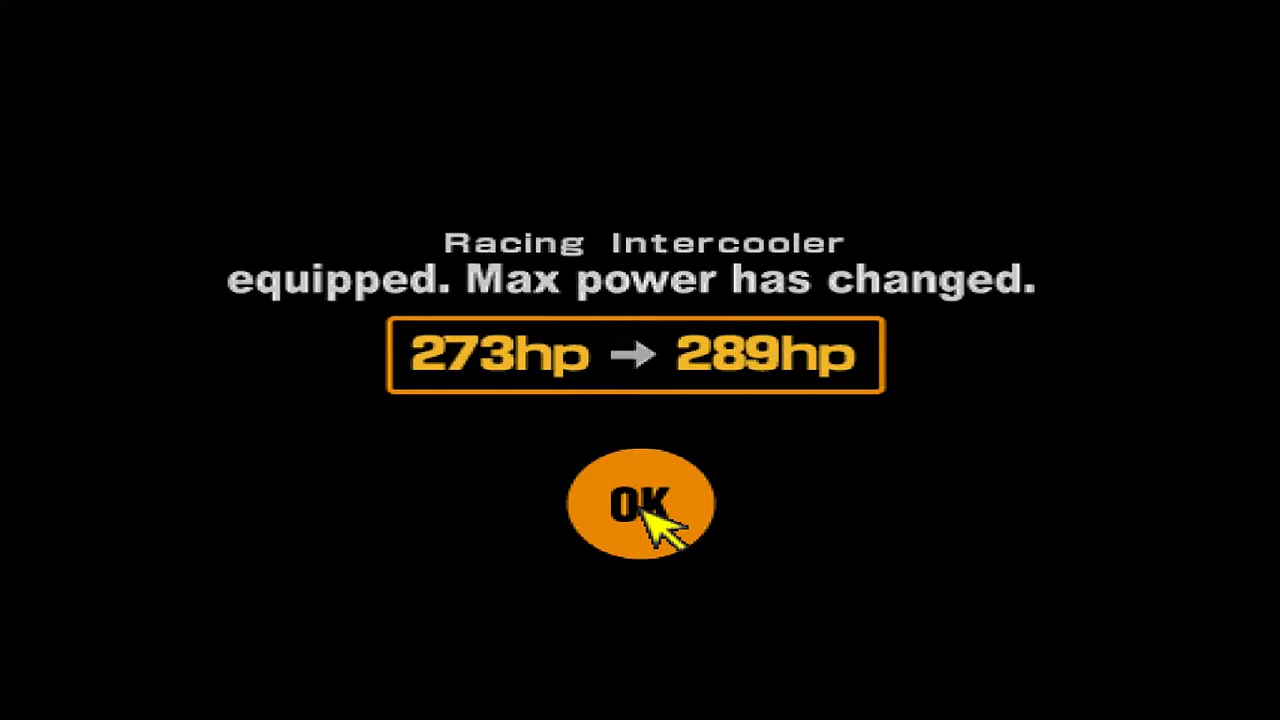 Racing Intercooler
equipped. Max power has changed.
273hp → 289hp
OK